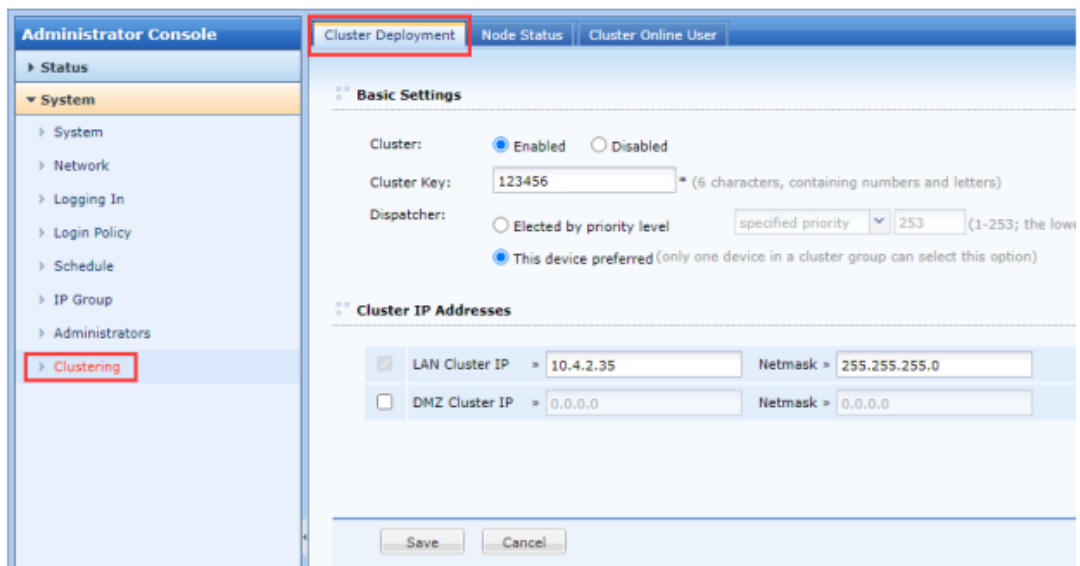 Administrator Console
Status
System
System
Network
Logging In
Login Policy
Schedule
IP Group
Administrators
Clustering
Cluster Deployment Node Status Cluster Online User
Basic Settings
Cluster: Enabled Disabled
Cluster Key: 123456 * (6 characters, containing numbers and letters)
Dispatcher: Elected by priority level specified priority 253 (1-253; the lowe
This device preferred (only one device in a cluster group can select this option)
Cluster IP Addresses
LAN Cluster IP » 10.4.2.35 Netmask » 255.255.255.0
DMZ Cluster IP » 0.0.0.0 Netmask » 0.0.0.0
Save Cancel